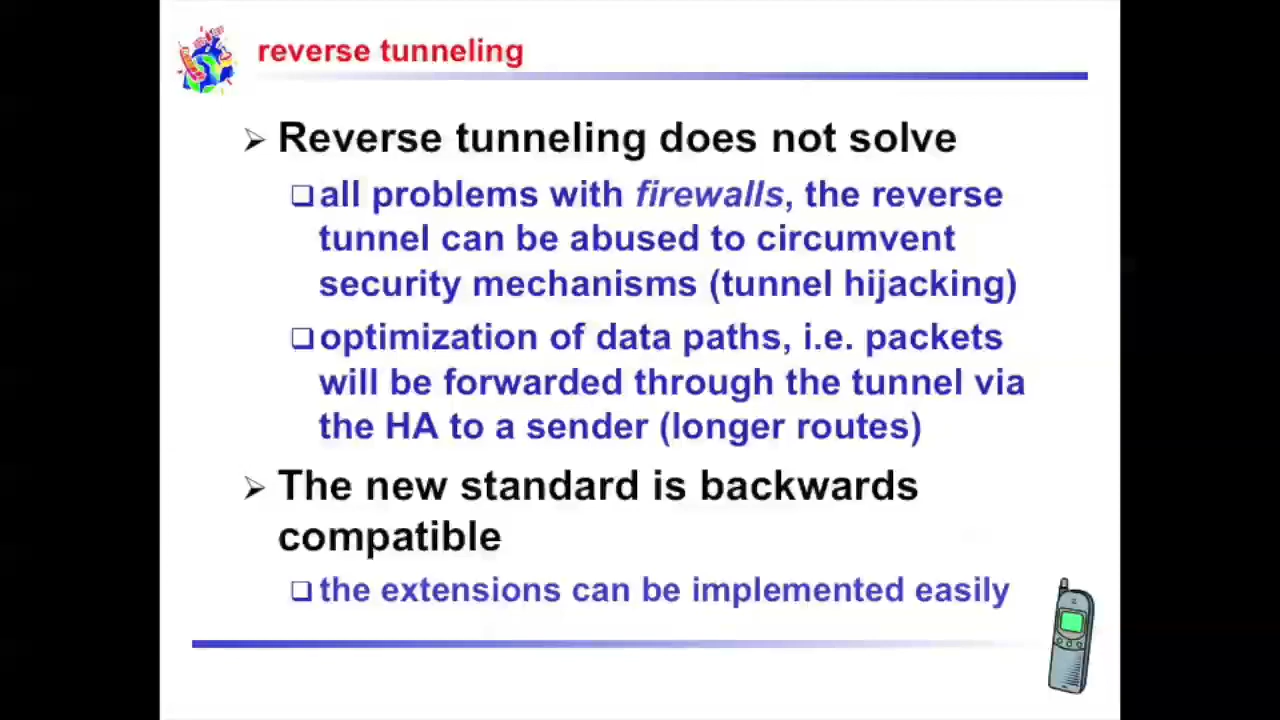 reverse tunneling
➢ Reverse tunneling does not solve
❑all problems with firewalls, the reverse
tunnel can be abused to circumvent
security mechanisms (tunnel hijacking)
❑optimization of data paths, i.e. packets
will be forwarded through the tunnel via
the HA to a sender (longer routes)
➢ The new standard is backwards
compatible
❑the extensions can be implemented easily